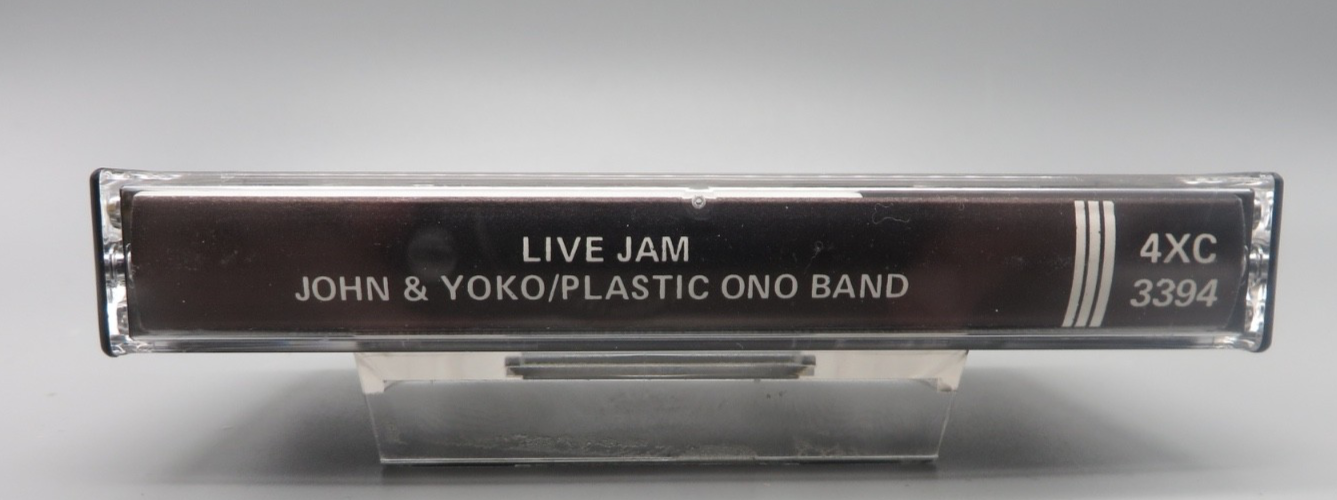 LIVE JAM
JOHN & YOKO/PLASTIC ONO BAND
4XC
3394